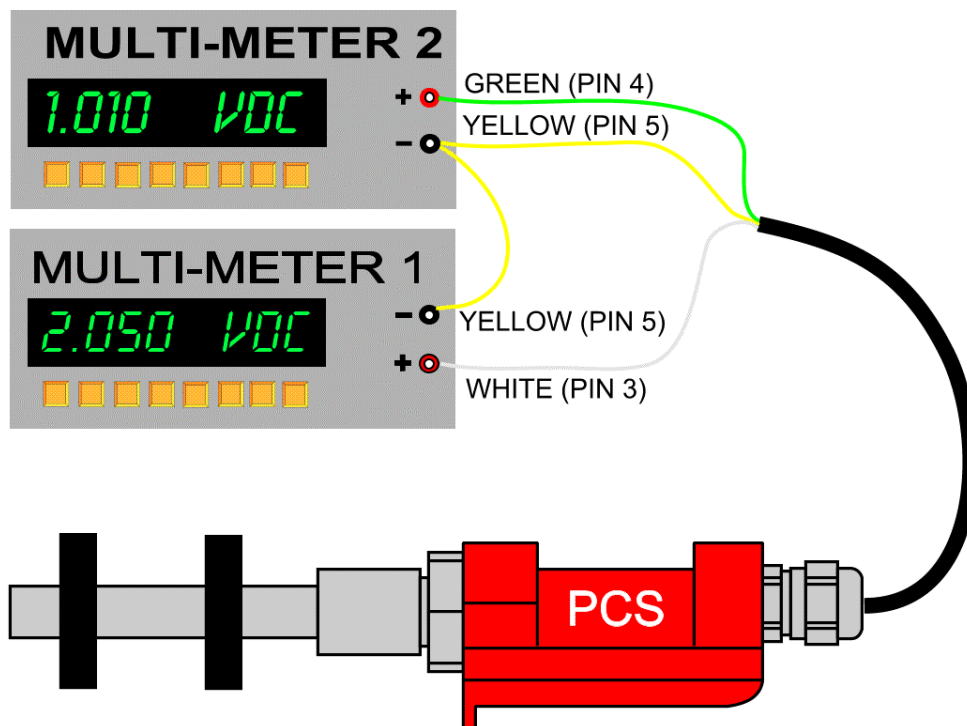 MULTI-METER 2
1.010 VDC
+
GREEN (PIN 4)
YELLOW (PIN 5)
-
MULTI-METER 1
2.050 VDC
-
YELLOW (PIN 5)
+
WHITE (PIN 3)
PCS